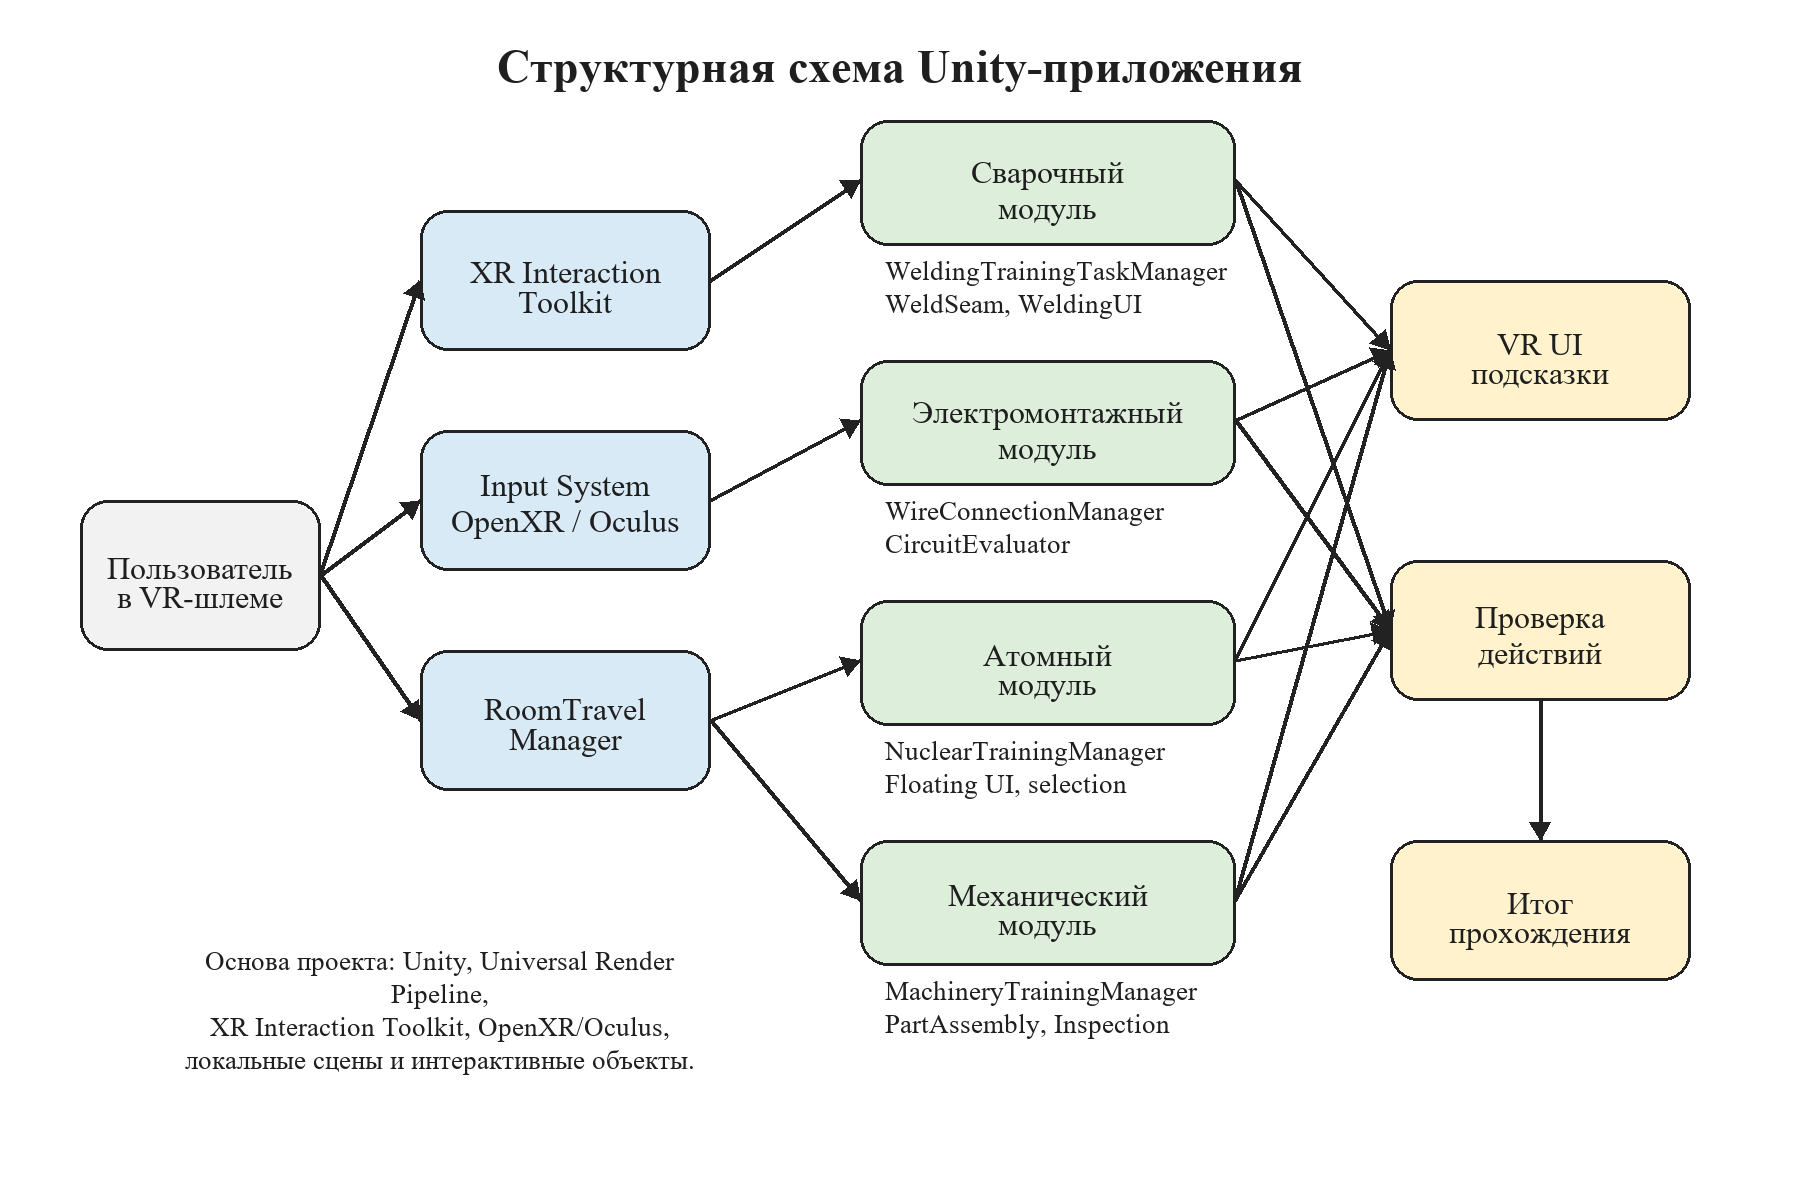 Структурная схема Unity-приложения
Пользователь
в VR-шлеме
XR Interaction
Toolkit
Input System
OpenXR / Oculus
RoomTravel
Manager
Сварочный
модуль
WeldingTrainingTaskManager
WeldSeam, WeldingUI
Электромонтажный
модуль
WireConnectionManager
CircuitEvaluator
Атомный
модуль
NuclearTrainingManager
Floating UI, selection
Механический
модуль
MachineryTrainingManager
PartAssembly, Inspection
VR UI
подсказки
Проверка
действий
Итог
прохождения
Основа проекта: Unity, Universal Render
Pipeline,
XR Interaction Toolkit, OpenXR/Oculus,
локальные сцены и интерактивные объекты.